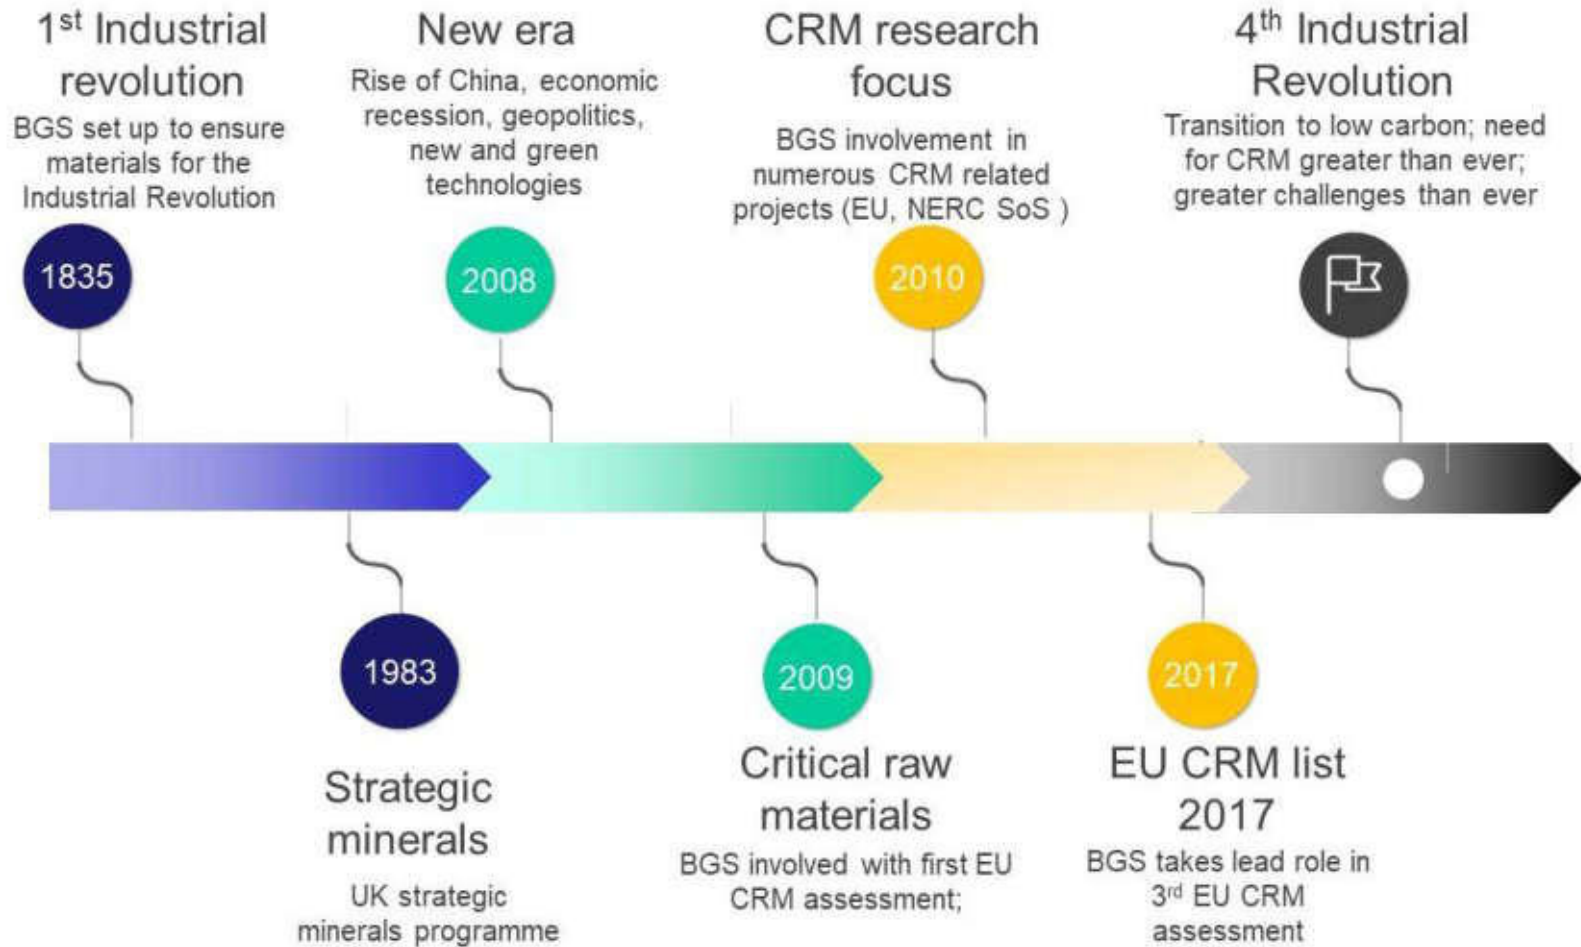 1st Industrial
revolution
BGS set up to ensure
materials for the
Industrial Revolution
1835
New era
Rise of China, economic
recession, geopolitics,
new and green
technologies
2008
CRM research
focus
BGS involvement in
numerous CRM related
projects (EU, NERC SoS )
2010
4th Industrial
Revolution
Transition to low carbon; need
for CRM greater than ever;
greater challenges than ever
1983
Strategic
minerals
UK strategic
minerals programme
2009
Critical raw
materials
BGS involved with first EU
CRM assessment;
2017
EU CRM list
2017
BGS takes lead role in
3rd EU CRM
assessment